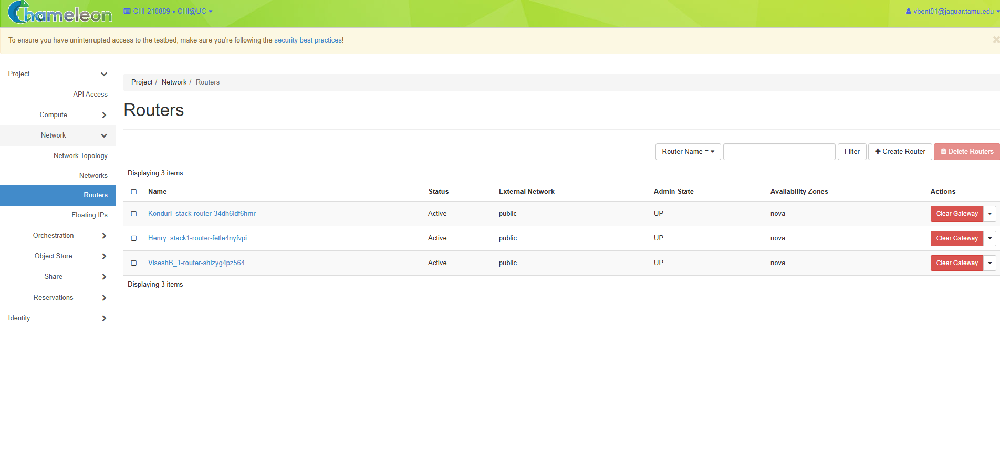 Chameleon
CHI-210889 • CHI@UC
vbent01@jaguar.tamu.edu
To ensure you have uninterrupted access to the testbed, make sure you're following the security best practices!
Project
API Access
Compute
Network
Network Topology
Networks
Routers
Floating IPs
Orchestration
Object Store
Share
Reservations
Identity
Project / Network / Routers
Routers
Router Name = Filter Create Router Delete Routers
Displaying 3 items
Name Status External Network Admin State Availability Zones Actions
Konduri_stack-router-34dh6ldf6hmr Active public UP nova Clear Gateway
Henry_stack1-router-fetle4nyfvpi Active public UP nova Clear Gateway
ViseshB_1-router-shlzyg4pz564 Active public UP nova Clear Gateway
Displaying 3 items